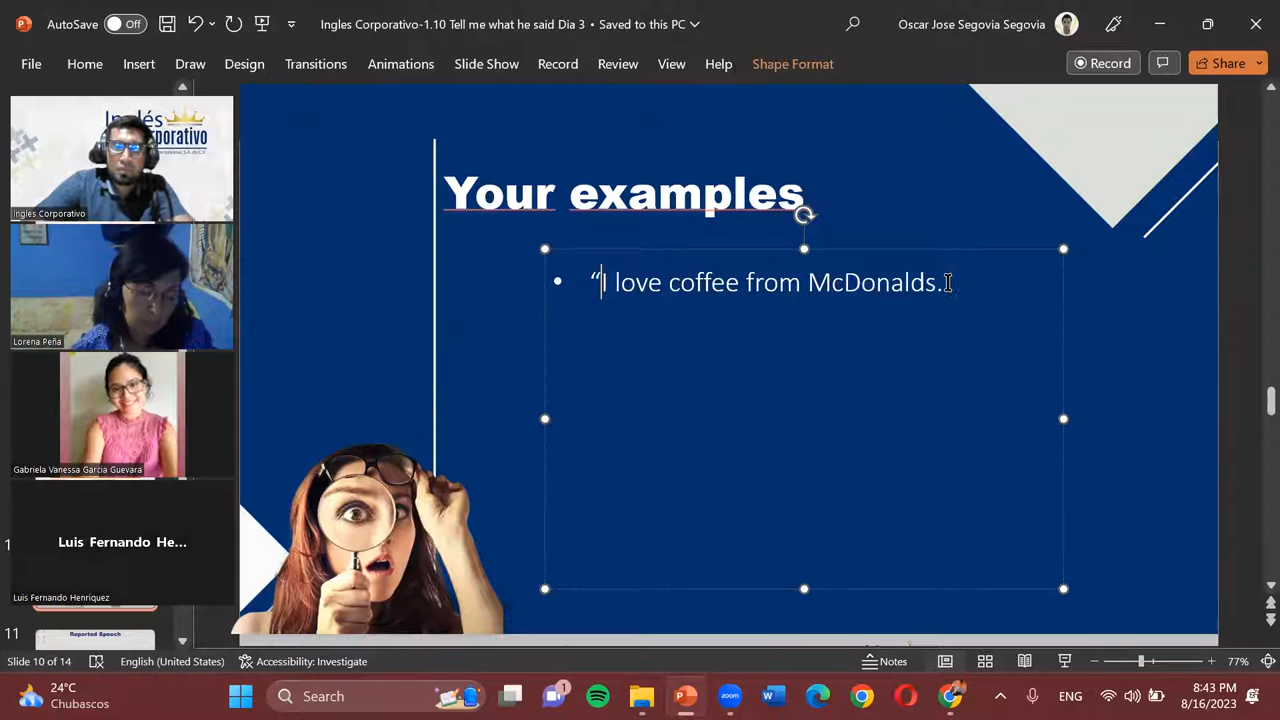 AutoSave
Off
Ingles Corporativo-1.10 Tell me what he said Dia 3 • Saved to this PC
Oscar Jose Segovia Segovia
File
Home
Insert
Draw
Design
Transitions
Animations
Slide Show
Record
Review
View
Help
Shape Format
Record
Share
Inglés
Ingles Corporativo
Lorena Peña
Gabriela Vanessa Garcia Guevara
Luis Fernando He...
Luis Fernando Henriquez
Your examples
• “I love coffee from McDonalds.
11
Reported Speech
Slide 10 of 14
English (United States)
Accessibility: Investigate
Notes
77%
24°C
Chubascos
Search
1
ENG
8:43 PM
8/16/2023